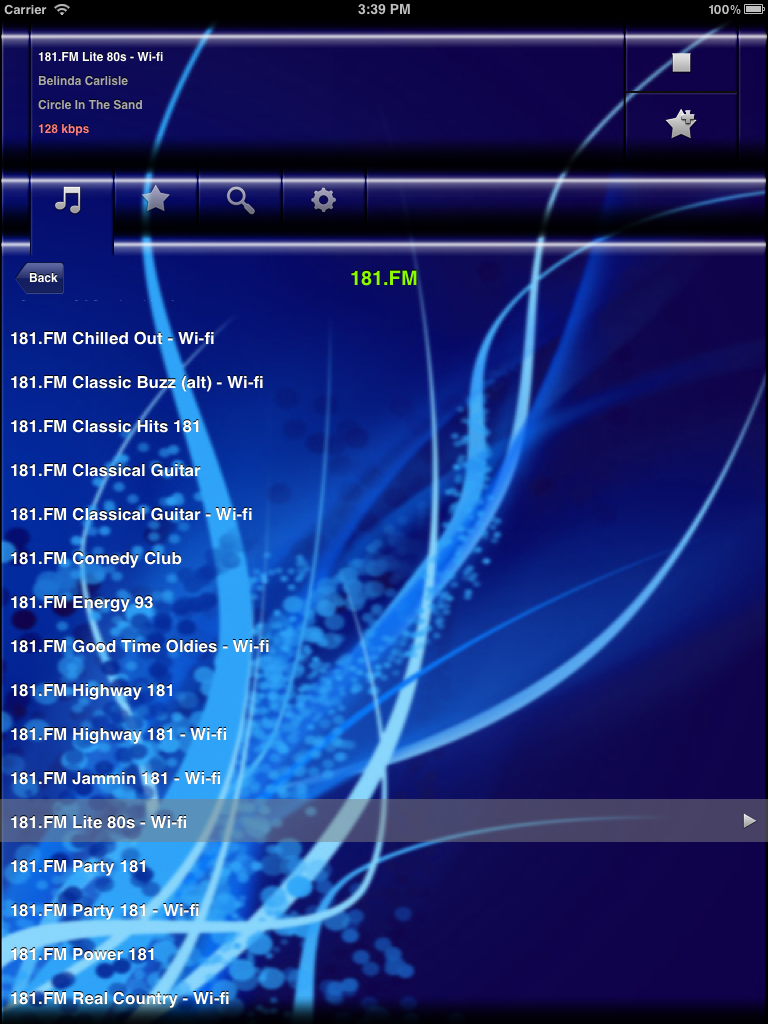 Carrier 3:39 PM 100%
181.FM Lite 80s - Wi-fi
Belinda Carlisle
Circle In The Sand
128 kbps
Back 181.FM
181.FM Chilled Out - Wi-fi
181.FM Classic Buzz (alt) - Wi-fi
181.FM Classic Hits 181
181.FM Classical Guitar
181.FM Classical Guitar - Wi-fi
181.FM Comedy Club
181.FM Energy 93
181.FM Good Time Oldies - Wi-fi
181.FM Highway 181
181.FM Highway 181 - Wi-fi
181.FM Jammin 181 - Wi-fi
181.FM Lite 80s - Wi-fi
181.FM Party 181
181.FM Party 181 - Wi-fi
181.FM Power 181
181.FM Real Country - Wi-fi